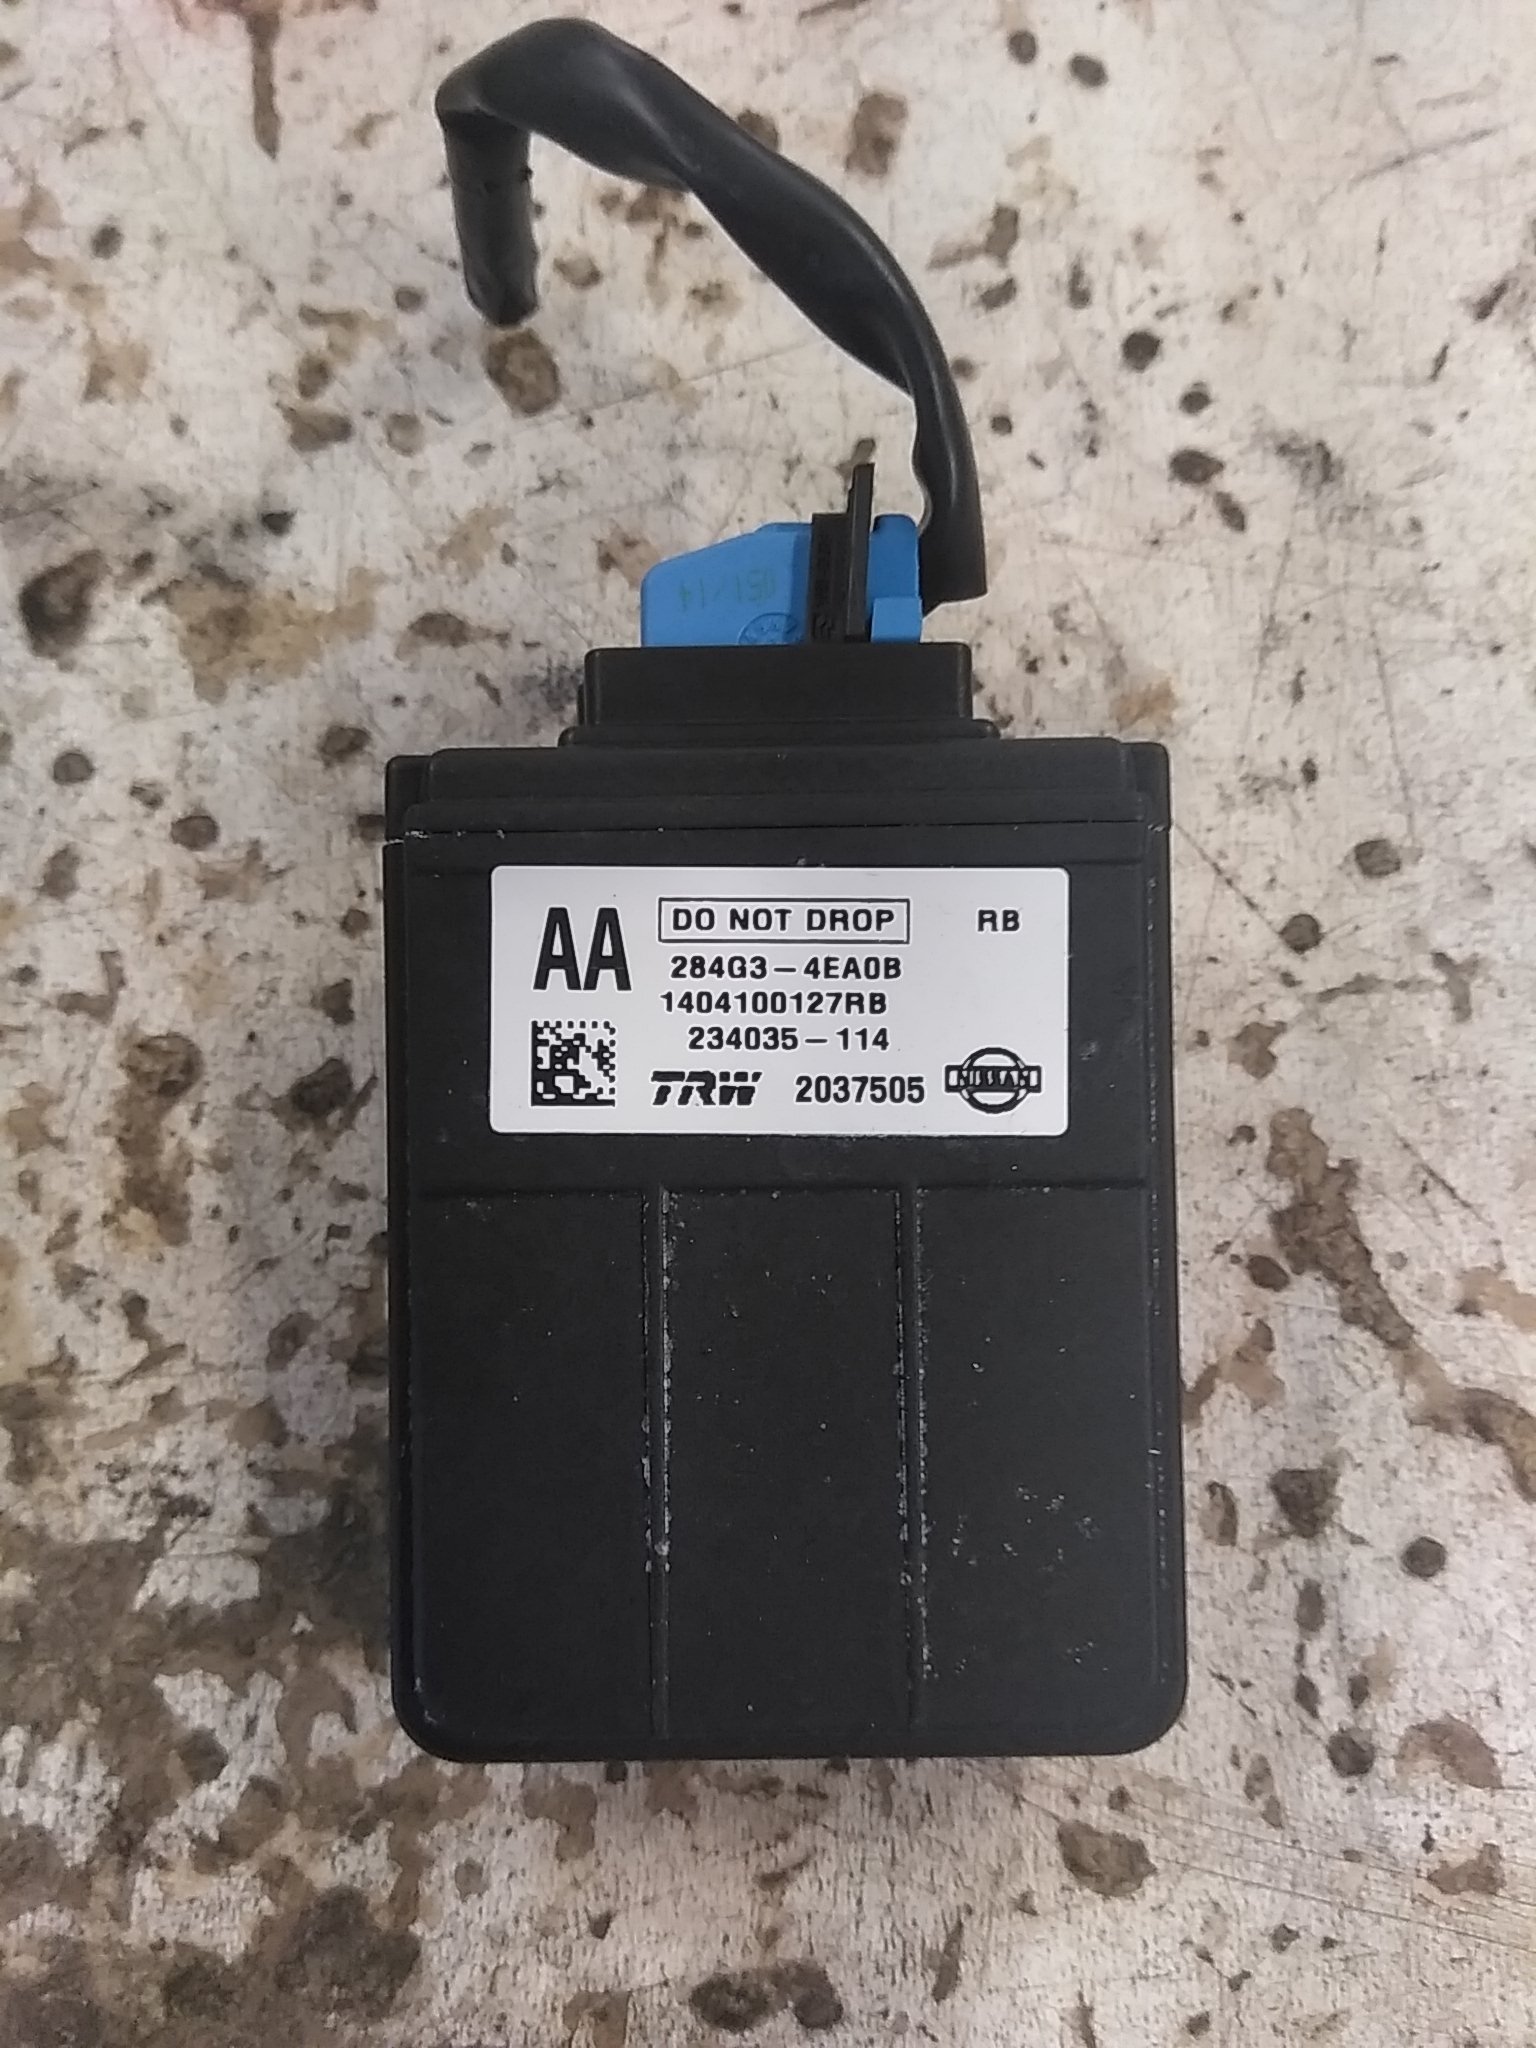 AA
DO NOT DROP
RB
284G3-4EA0B
1404100127RB
234035-114
TRW 2037505 NISSAN